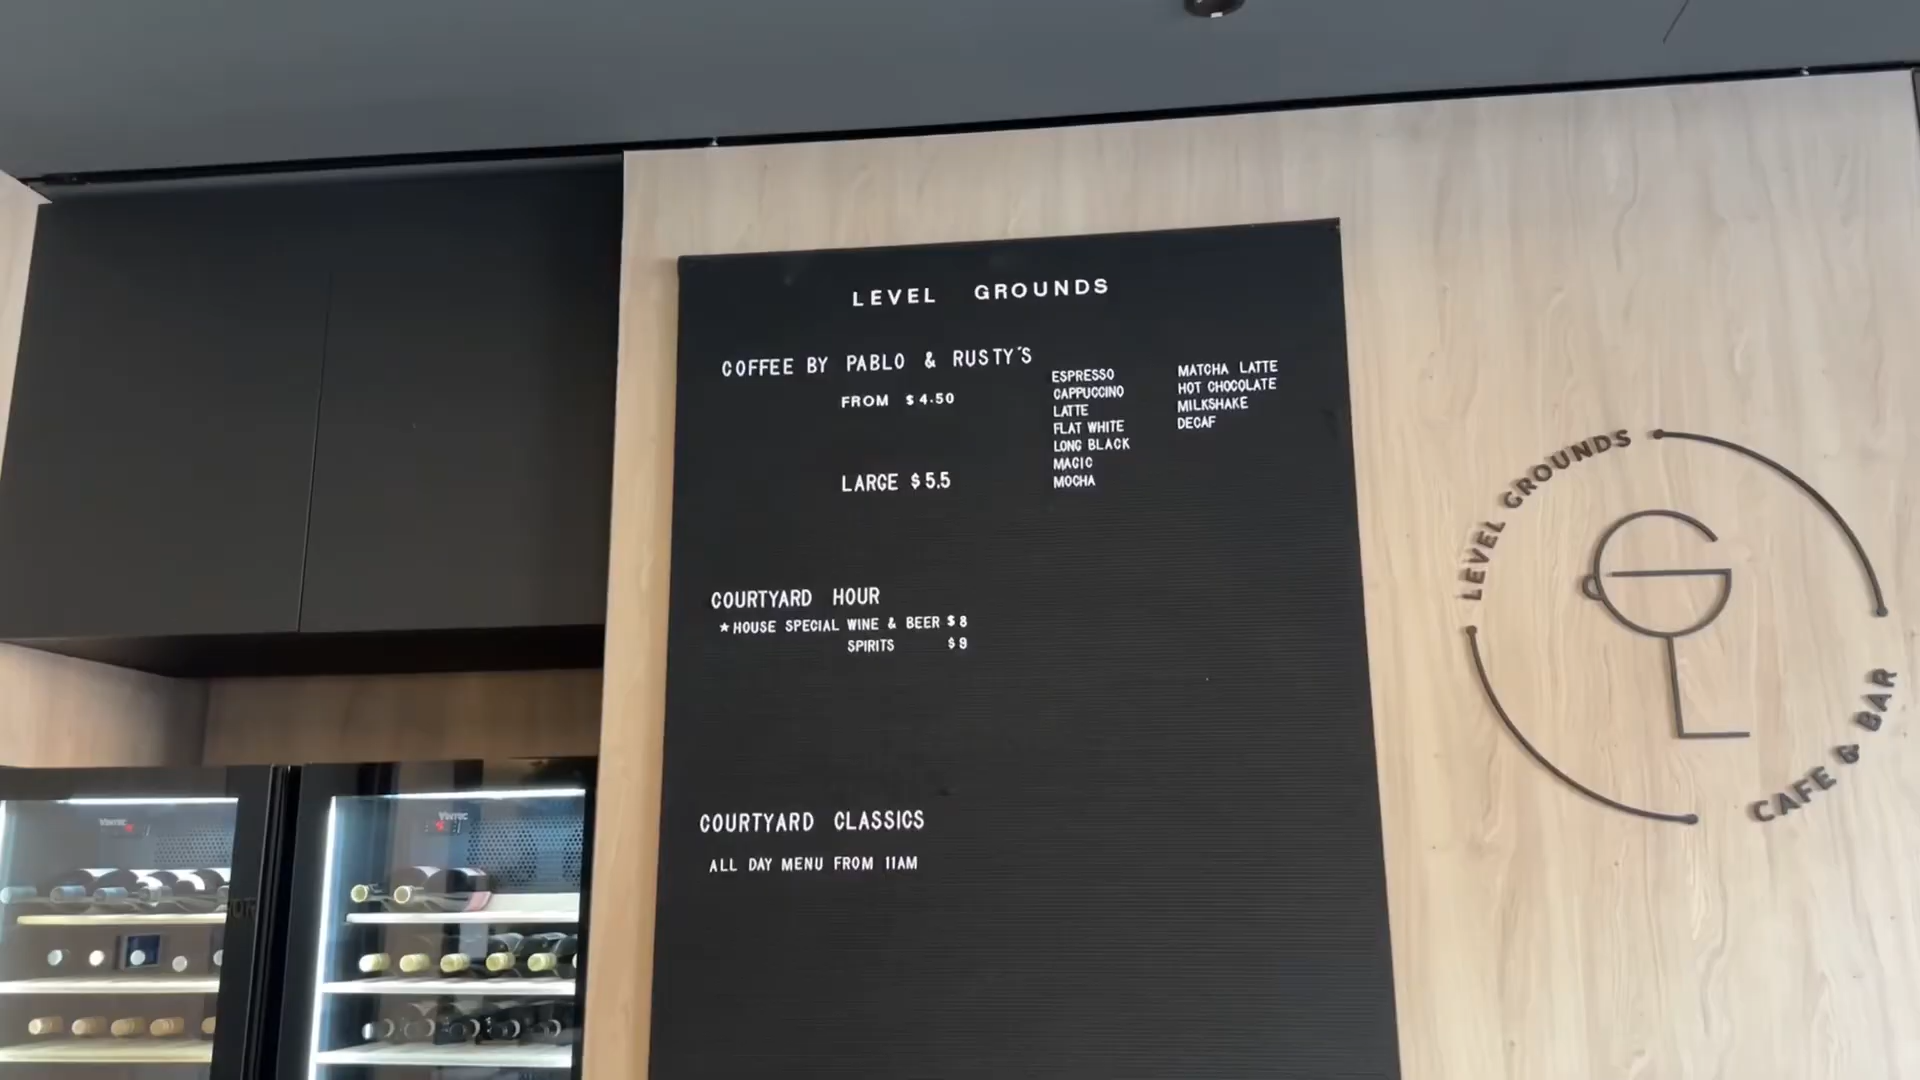 LEVEL GROUNDS
COFFEE BY PABLO & RUSTY'S
FROM $4.50
LARGE $5.5
ESPRESSO
CAPPUCCINO
LATTE
FLAT WHITE
LONG BLACK
MAGIC
MOCHA
MATCHA LATTE
HOT CHOCOLATE
MILKSHAKE
DECAF
COURTYARD HOUR
★HOUSE SPECIAL WINE & BEER $8
SPIRITS $9
COURTYARD CLASSICS
ALL DAY MENU FROM 11AM
LEVEL GROUNDS
CAFE & BAR
VINTEC
VINTEC